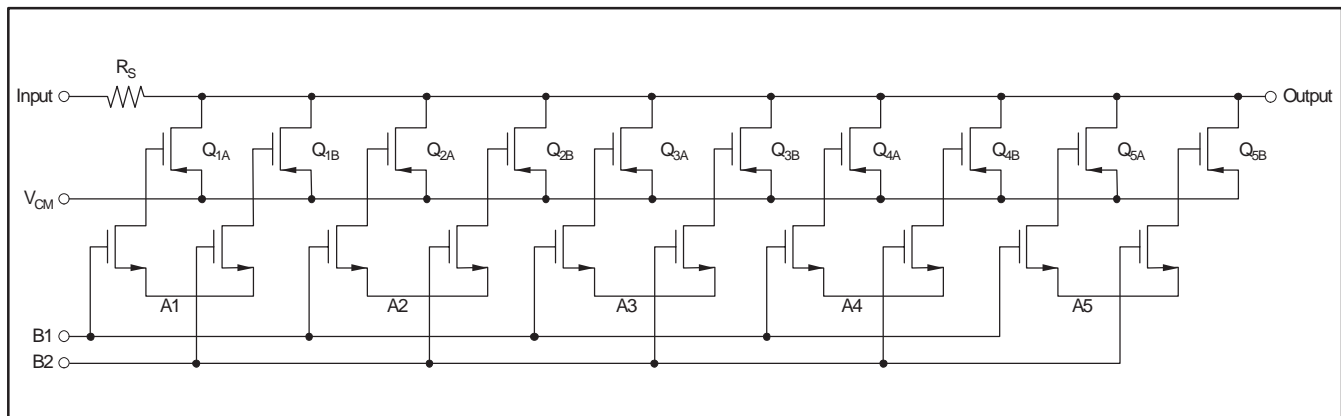 R_S
Input
Output
Q_1A Q_1B Q_2A Q_2B Q_3A Q_3B Q_4A Q_4B Q_5A Q_5B
V_CM
A1 A2 A3 A4 A5
B1
B2